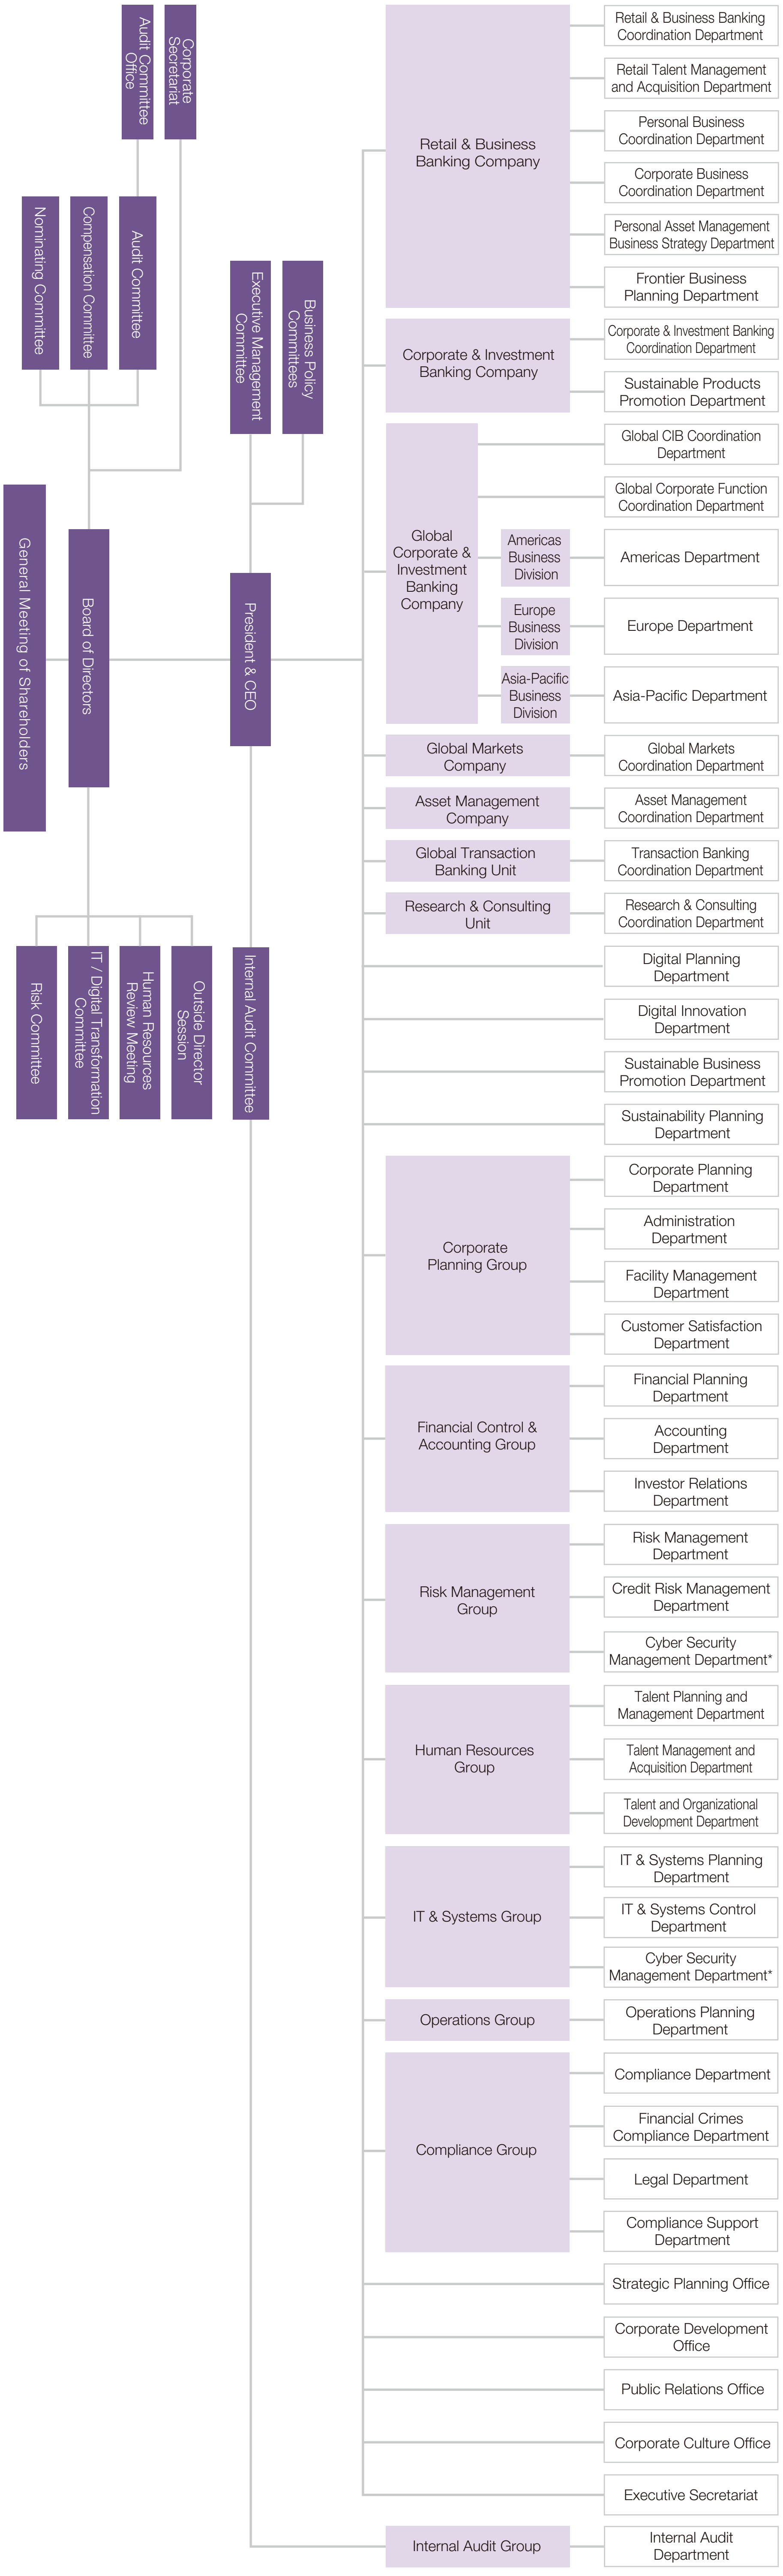 Audit Committee
Office
Corporate
Secretariat
Nominating Committee
Compensation Committee
Audit Committee
Executive Management
Committee
Business Policy
Committees
General Meeting of Shareholders
Board of Directors
President & CEO
Risk Committee
IT / Digital Transformation
Committee
Human Resources
Review Meeting
Outside Director
Session
Internal Audit Committee
Retail & Business
Banking Company
Retail & Business Banking
Coordination Department
Retail Talent Management
and Acquisition Department
Personal Business
Coordination Department
Corporate Business
Coordination Department
Personal Asset Management
Business Strategy Department
Frontier Business
Planning Department
Corporate & Investment
Banking Company
Corporate & Investment Banking
Coordination Department
Sustainable Products
Promotion Department
Global
Corporate &
Investment
Banking
Company
Global CIB Coordination
Department
Global Corporate Function
Coordination Department
Americas
Business
Division
Americas Department
Europe
Business
Division
Europe Department
Asia-Pacific
Business
Division
Asia-Pacific Department
Global Markets
Company
Global Markets
Coordination Department
Asset Management
Company
Asset Management
Coordination Department
Global Transaction
Banking Unit
Transaction Banking
Coordination Department
Research & Consulting
Unit
Research & Consulting
Coordination Department
Digital Planning
Department
Digital Innovation
Department
Sustainable Business
Promotion Department
Sustainability Planning
Department
Corporate
Planning Group
Corporate Planning
Department
Administration
Department
Facility Management
Department
Customer Satisfaction
Department
Financial Control &
Accounting Group
Financial Planning
Department
Accounting
Department
Investor Relations
Department
Risk Management
Group
Risk Management
Department
Credit Risk Management
Department
Cyber Security
Management Department*
Human Resources
Group
Talent Planning and
Management Department
Talent Management and
Acquisition Department
Talent and Organizational
Development Department
IT & Systems Group
IT & Systems Planning
Department
IT & Systems Control
Department
Cyber Security
Management Department*
Operations Group
Operations Planning
Department
Compliance Group
Compliance Department
Financial Crimes
Compliance Department
Legal Department
Compliance Support
Department
Strategic Planning Office
Corporate Development
Office
Public Relations Office
Corporate Culture Office
Executive Secretariat
Internal Audit Group
Internal Audit
Department